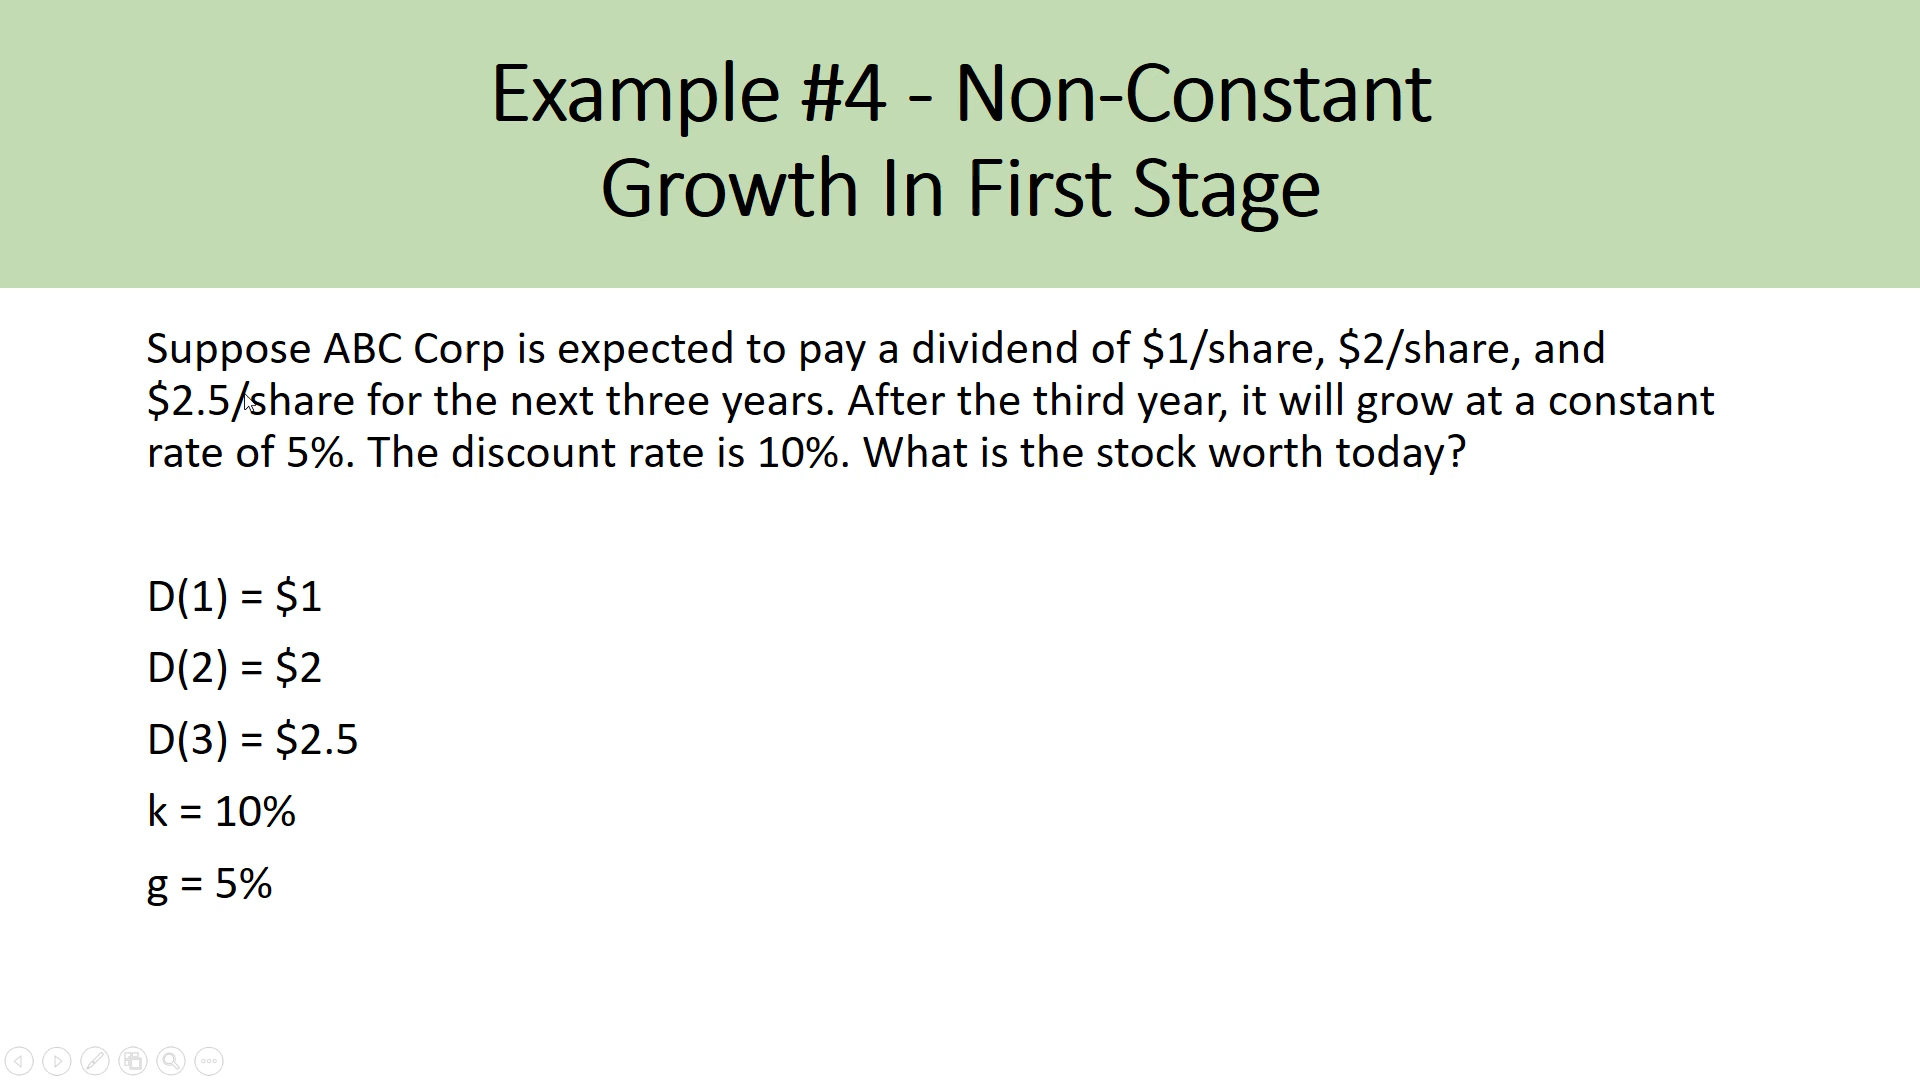 Example #4 - Non-Constant
Growth In First Stage
Suppose ABC Corp is expected to pay a dividend of $1/share, $2/share, and
$2.5/share for the next three years. After the third year, it will grow at a constant
rate of 5%. The discount rate is 10%. What is the stock worth today?
D(1) = $1
D(2) = $2
D(3) = $2.5
k = 10%
g = 5%